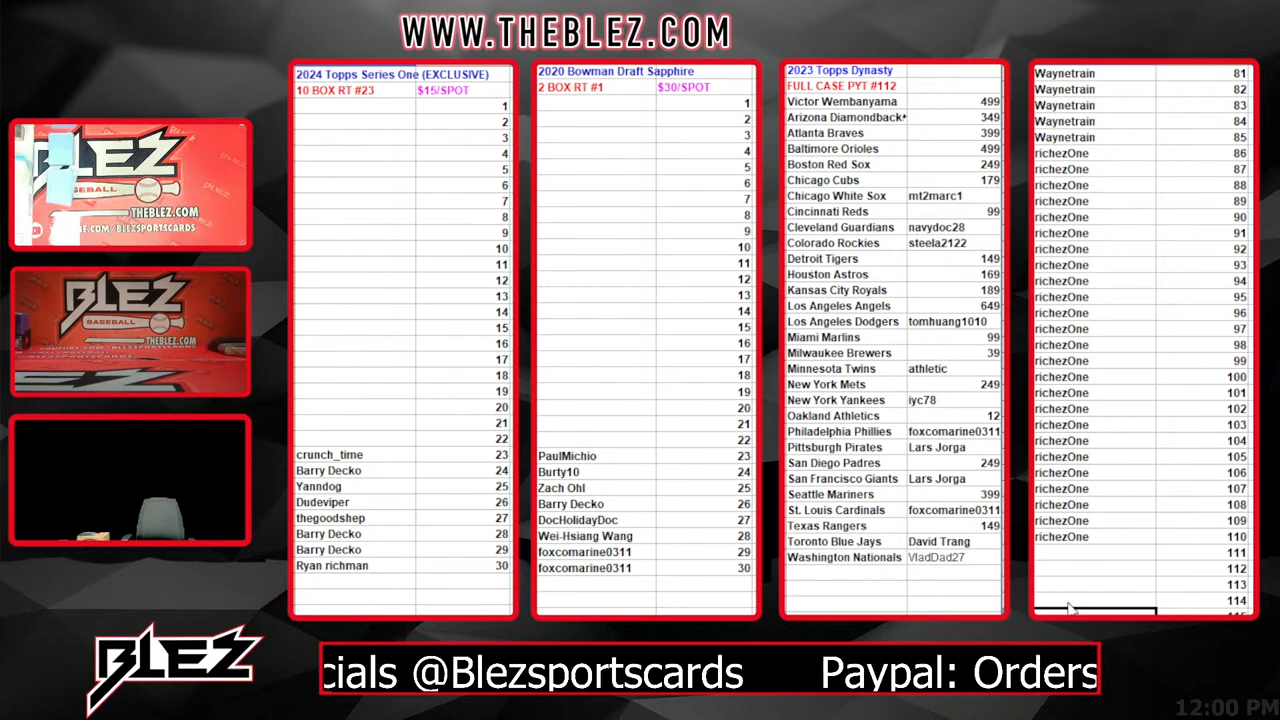 WWW.THEBLEZ.COM
BLEZ
BASEBALL
THEBLEZ.COM
BLEZ
BASEBALL
THEBLEZ.COM
2024 Topps Series One (EXCLUSIVE)
10 BOX RT #23 $15/SPOT
1
2
3
4
5
6
7
8
9
10
11
12
13
14
15
16
17
18
19
20
21
22
crunch_time 23
Barry Decko 24
Yanndog 25
Dudeviper 26
thegoodshep 27
Barry Decko 28
Barry Decko 29
Ryan richman 30
2020 Bowman Draft Sapphire
2 BOX RT #1 $30/SPOT
1
2
3
4
5
6
7
8
9
10
11
12
13
14
15
16
17
18
19
20
21
22
PaulMichio 23
Burty10 24
Zach Ohl 25
Barry Decko 26
DocHolidayDoc 27
Wei-Hsiang Wang 28
foxcomarine0311 29
foxcomarine0311 30
2023 Topps Dynasty
FULL CASE PYT #112
Victor Wembanyama 499
Arizona Diamondback 349
Atlanta Braves 399
Baltimore Orioles 499
Boston Red Sox 249
Chicago Cubs 179
Chicago White Sox mt2marc1
Cincinnati Reds 99
Cleveland Guardians navydoc28
Colorado Rockies steela2122
Detroit Tigers 149
Houston Astros 169
Kansas City Royals 189
Los Angeles Angels 649
Los Angeles Dodgers tomhuang1010
Miami Marlins 99
Milwaukee Brewers 39
Minnesota Twins athletic
New York Mets 249
New York Yankees iyc78
Oakland Athletics 12
Philadelphia Phillies foxcomarine0311
Pittsburgh Pirates Lars Jorga
San Diego Padres 249
San Francisco Giants Lars Jorga
Seattle Mariners 399
St. Louis Cardinals foxcomarine0311
Texas Rangers 149
Toronto Blue Jays David Trang
Washington Nationals VladDad27
Waynetrain 81
Waynetrain 82
Waynetrain 83
Waynetrain 84
Waynetrain 85
richezOne 86
richezOne 87
richezOne 88
richezOne 89
richezOne 90
richezOne 91
richezOne 92
richezOne 93
richezOne 94
richezOne 95
richezOne 96
richezOne 97
richezOne 98
richezOne 99
richezOne 100
richezOne 101
richezOne 102
richezOne 103
richezOne 104
richezOne 105
richezOne 106
richezOne 107
richezOne 108
richezOne 109
richezOne 110
111
112
113
114
BLEZ
cials @Blezsportscards Paypal: Orders
12:00 PM